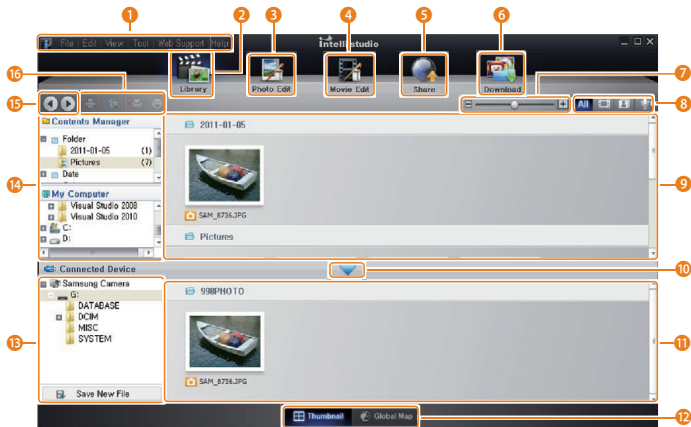 1 2 3 4 5 6
File Edit View Tool Web Support Help
intelli-studio
Library Photo Edit Movie Edit Share Download
7
16
15
All
8
Contents Manager
Folder
2011-01-05 (1)
Pictures (7)
Date
14
My Computer
Visual Studio 2008
Visual Studio 2010
C:
D:
2011-01-05
SAM_8736.JPG
Pictures
9
Connected Device
10
Samsung Camera
G:
DATABASE
DCIM
MISC
SYSTEM
13
Save New File
998PHOTO
SAM_8736.JPG
11
Thumbnail Global Map
12